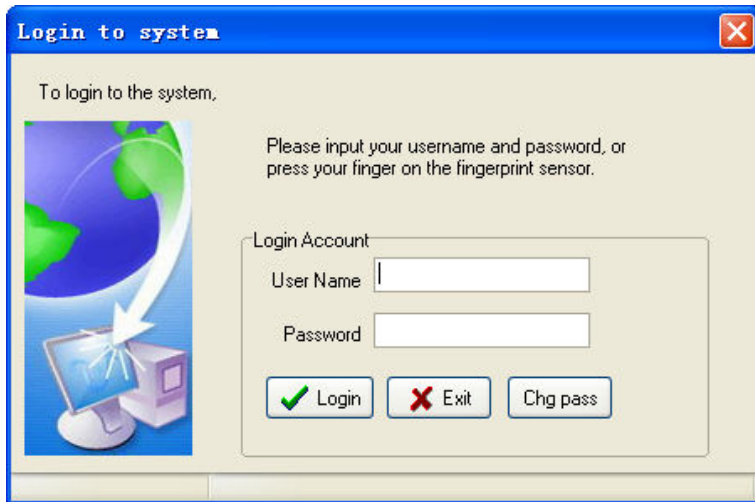 Login to system
To login to the system,
Please input your username and password, or
press your finger on the fingerprint sensor.
Login Account
User Name
Password
Login Exit Chg pass